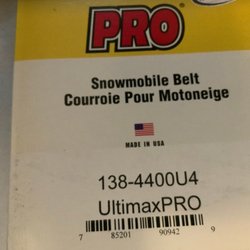 PRO
Snowmobile Belt
Courroie Pour Motoneige
MADE IN USA
138-4400U4
UltimaxPRO
7 85201 90942 9